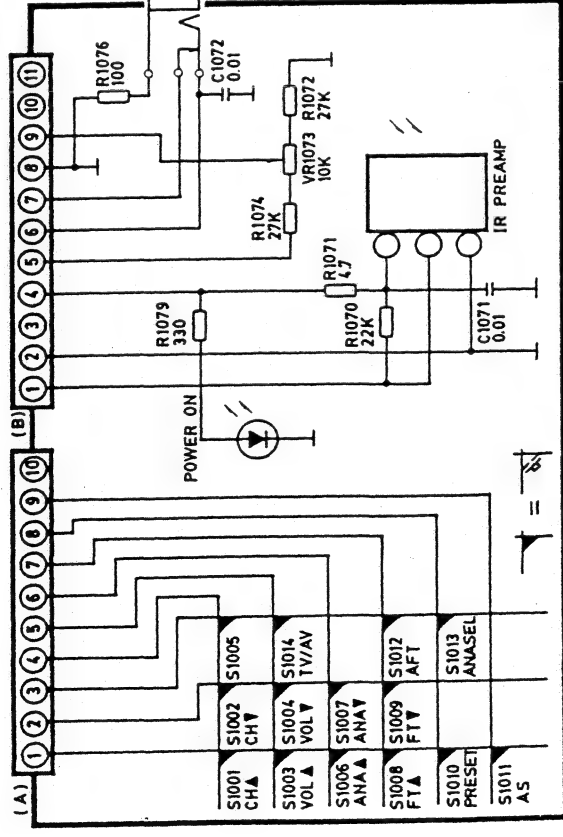 (A)
1 2 3 4 5 6 7 8 9 10
(B)
1 2 3 4 5 6 7 8 9 10 11
R1076
100
C1072
0.01
R1072
27K
VR1073
10K
R1074
27K
R1079
330
R1071
4.7
R1070
22K
C1071
0.01
IR PREAMP
POWER ON
S1001
CH▲
S1002
CH▼
S1005
S1003
VOL▲
S1004
VOL▼
S1014
TV/AV
S1006
ANA▲
S1007
ANA▼
S1008
FT▲
S1009
FT▼
S1012
AFT
S1010
PRESET
S1013
ANASEL
S1011
AS
=